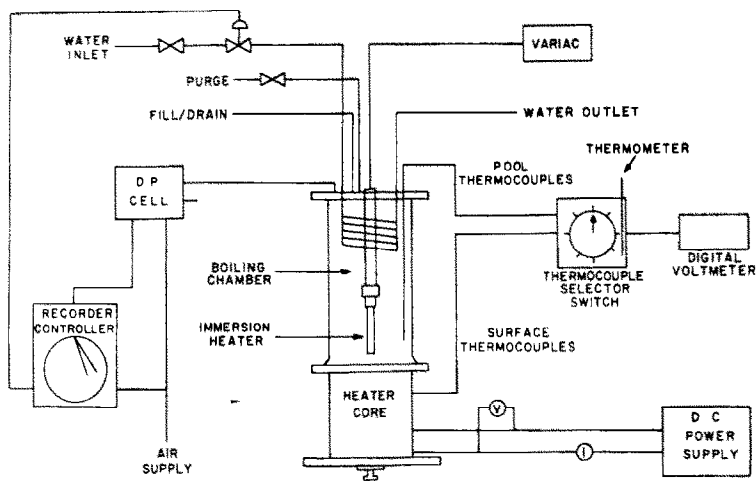 WATER
INLET
VARIAC
PURGE
FILL/DRAIN
WATER OUTLET
THERMOMETER
POOL
THERMOCOUPLES
D P
CELL
BOILING
CHAMBER
THERMOCOUPLE
SELECTOR
SWITCH
DIGITAL
VOLTMETER
RECORDER
CONTROLLER
IMMERSION
HEATER
SURFACE
THERMOCOUPLES
HEATER
CORE
V
I
D C
POWER
SUPPLY
AIR
SUPPLY